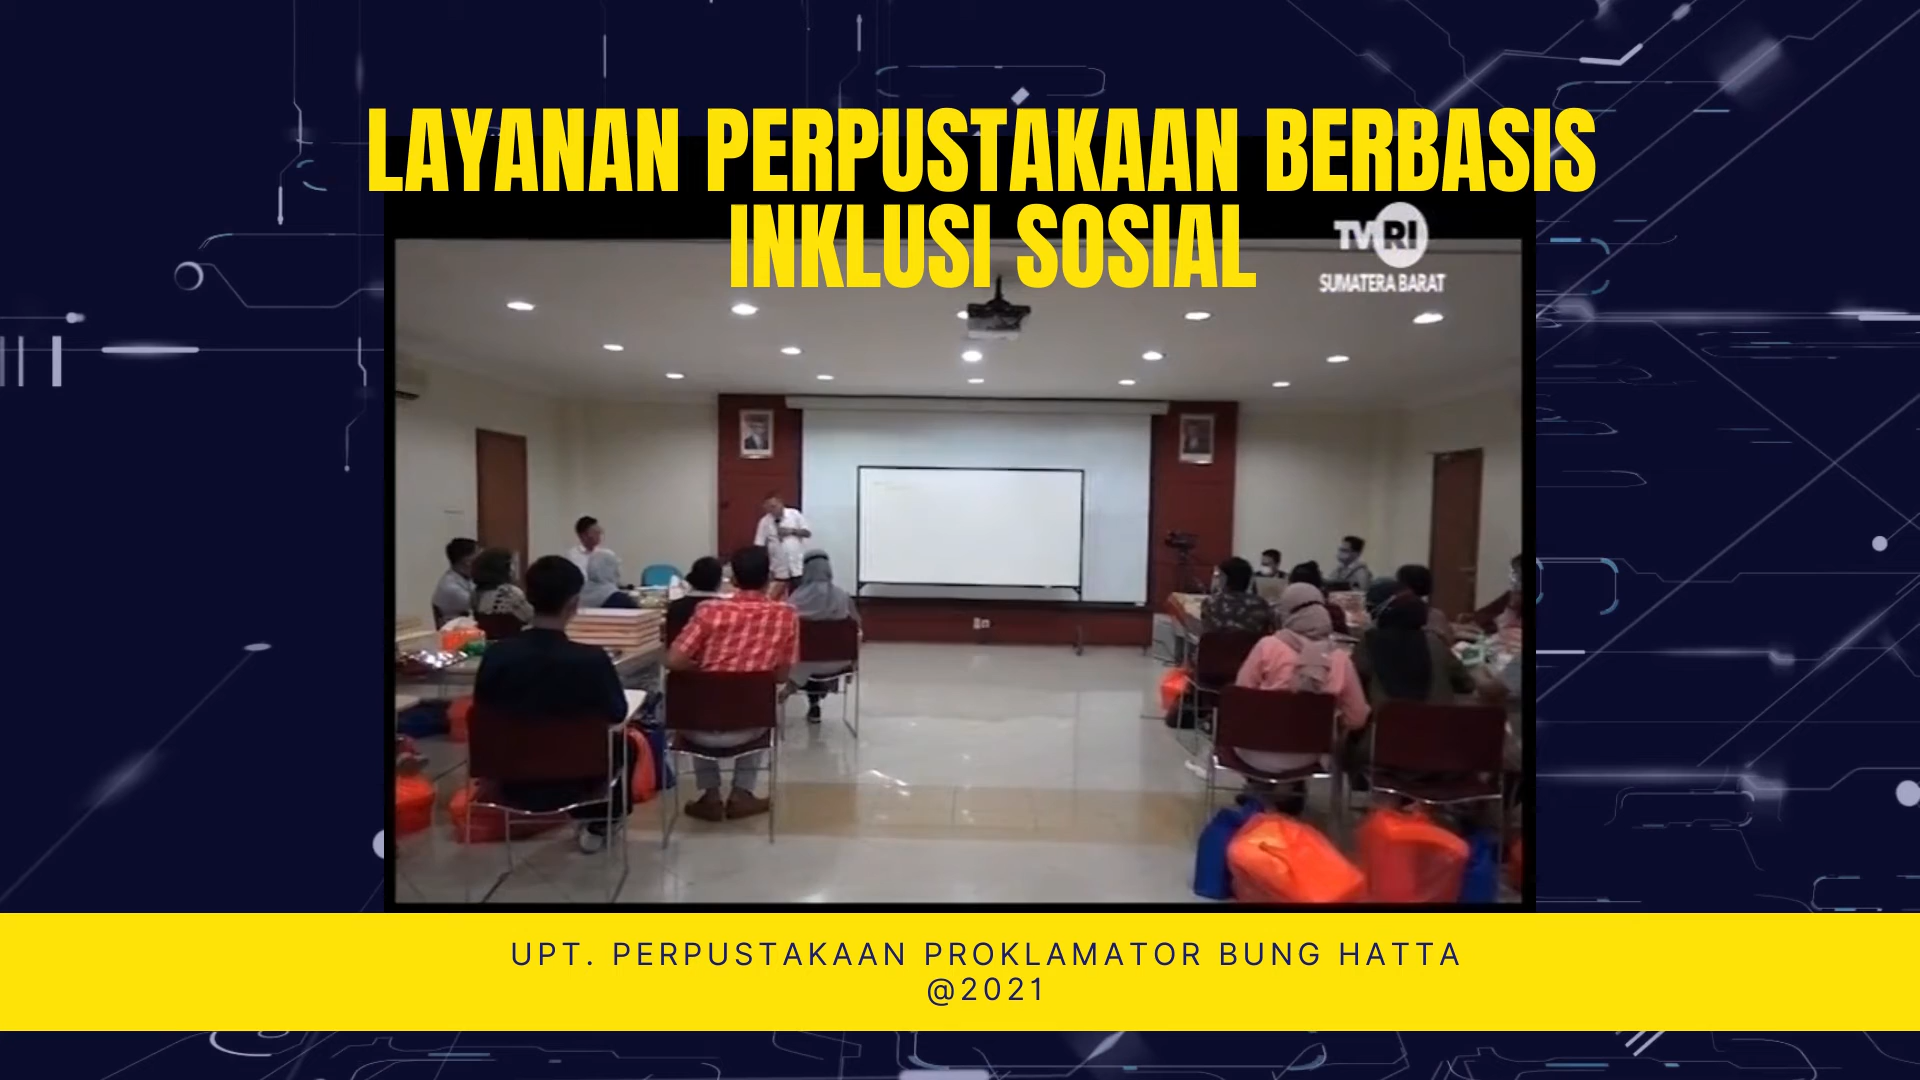 LAYANAN PERPUSTAKAAN BERBASIS
INKLUSI SOSIAL
TVRI
SUMATERA BARAT
UPT. PERPUSTAKAAN PROKLAMATOR BUNG HATTA
@2021